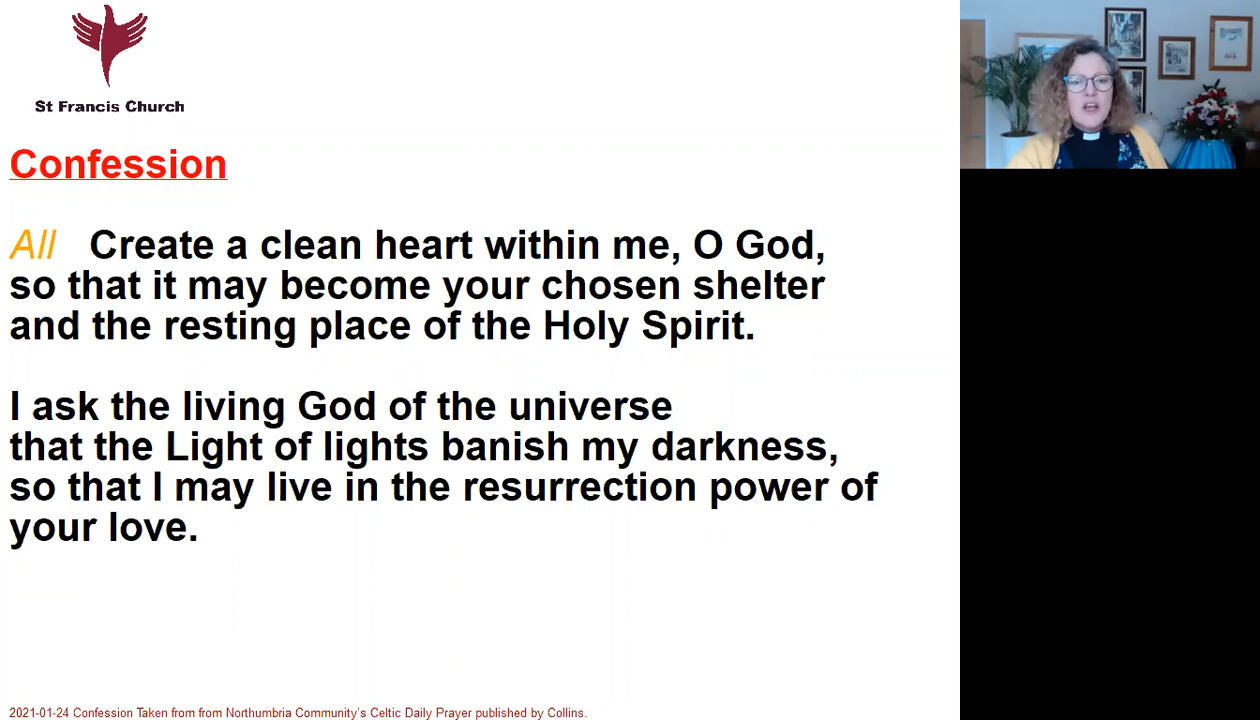 St Francis Church
Confession
All Create a clean heart within me, O God,
so that it may become your chosen shelter
and the resting place of the Holy Spirit.
I ask the living God of the universe
that the Light of lights banish my darkness,
so that I may live in the resurrection power of
your love.
2021-01-24 Confession Taken from from Northumbria Community's Celtic Daily Prayer published by Collins.